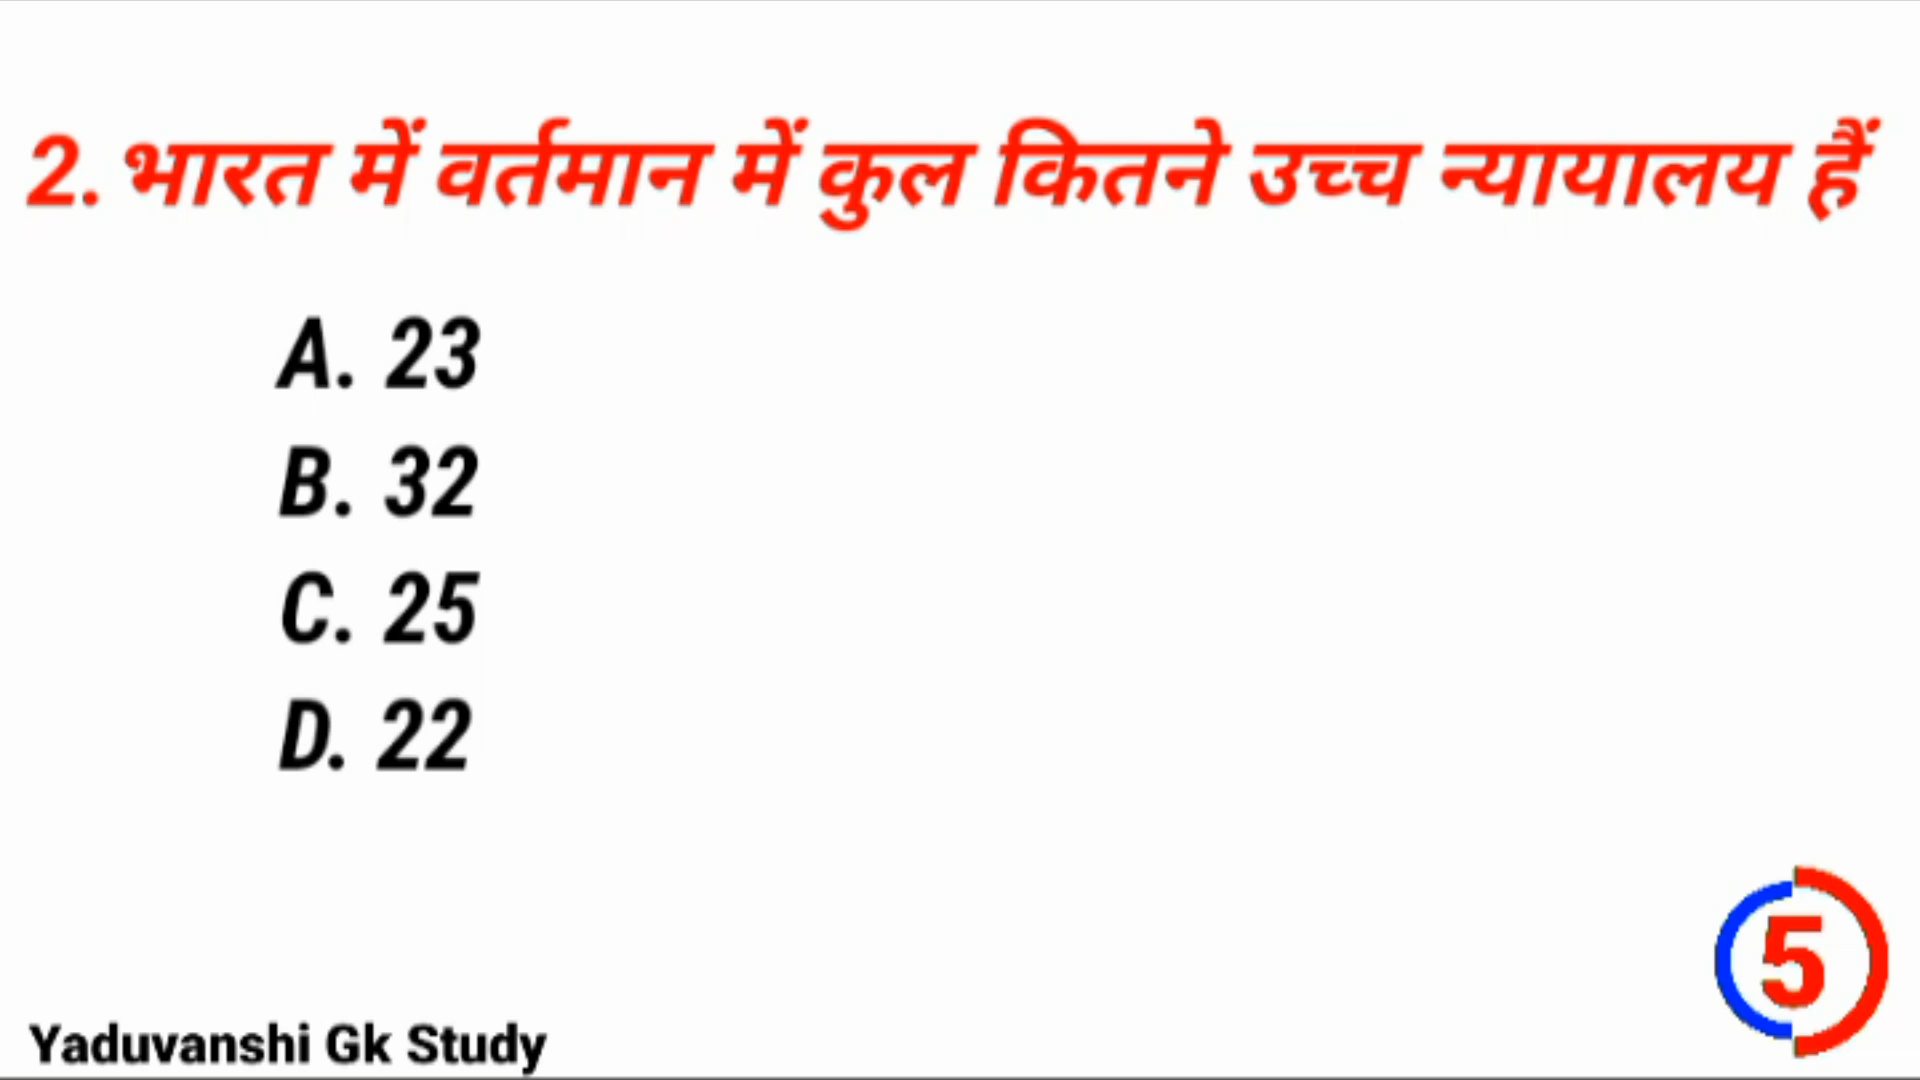 2. भारत में वर्तमान में कुल कितने उच्च न्यायालय हैं
A. 23
B. 32
C. 25
D. 22
5
Yaduvanshi Gk Study